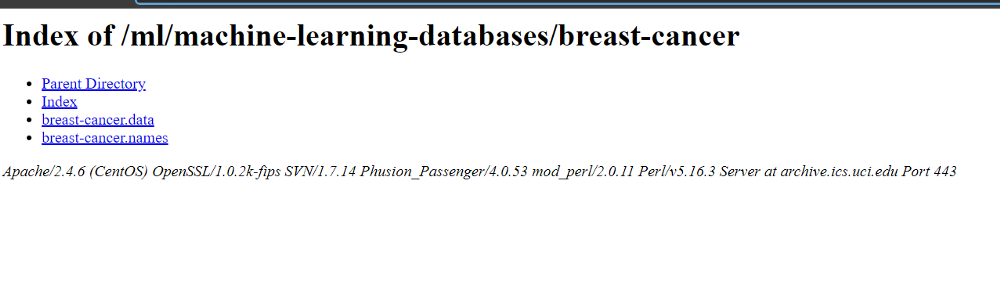 Index of /ml/machine-learning-databases/breast-cancer
Parent Directory
Index
breast-cancer.data
breast-cancer.names
Apache/2.4.6 (CentOS) OpenSSL/1.0.2k-fips SVN/1.7.14 Phusion_Passenger/4.0.53 mod_perl/2.0.11 Perl/v5.16.3 Server at archive.ics.uci.edu Port 443